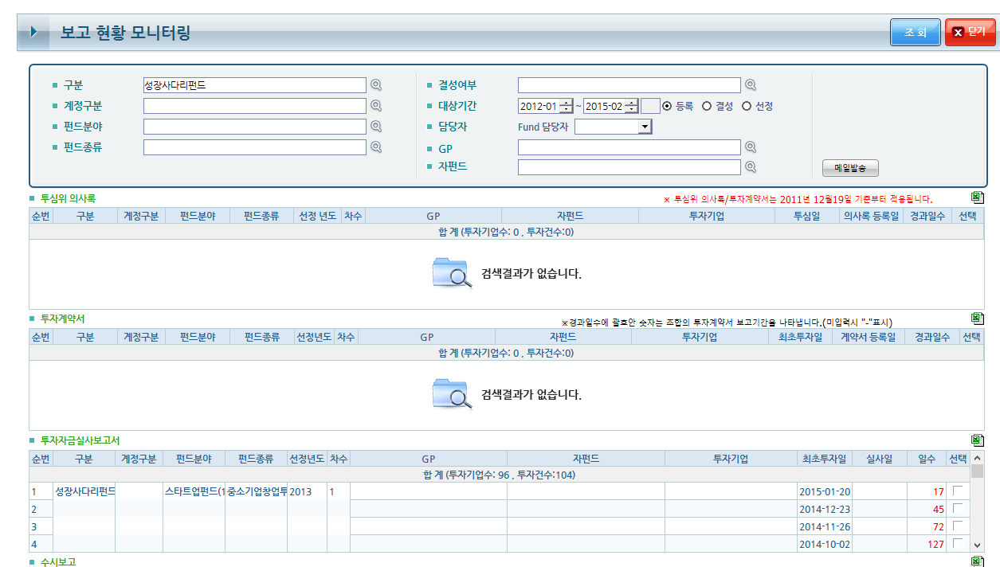 보고 현황 모니터링
조 회
닫기
구분 성장사다리펀드 결성여부
계정구분 대상기간 2012-01 ~ 2015-02 등록 결성 선정
펀드분야 담당자 Fund 담당자
펀드종류 GP
자펀드 메일발송
투심위 의사록 ※ 투심위 의사록/투자계약서는 2011년 12월19일 기준부터 적용됩니다.
순번 구분 계정구분 펀드분야 펀드종류 선정 년도 차수 GP 자펀드 투자기업 투심일 의사록 등록일 경과일수 선택
합 계 (투자기업수: 0 , 투자건수:0)
검색결과가 없습니다.
투자계약서 ※경과일수에 괄호안 숫자는 조합의 투자계약서 보고기간을 나타냅니다.(미입력시 "-"표시)
순번 구분 계정구분 펀드분야 펀드종류 선정년도 차수 GP 자펀드 투자기업 최초투자일 계약서 등록일 경과일수 선택
합 계 (투자기업수: 0 , 투자건수:0)
검색결과가 없습니다.
투자자금실사보고서
순번 구분 계정구분 펀드분야 펀드종류 선정년도 차수 GP 자펀드 투자기업 최초투자일 실사일 일수 선택
합 계 (투자기업수: 96 , 투자건수:104)
1 성장사다리펀드 스타트업펀드(1 중소기업창업투 2013 1 2015-01-20 17
2 2014-12-23 45
3 2014-11-26 72
4 2014-10-02 127
수시보고